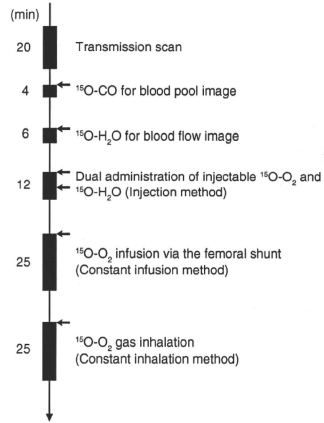 (min)
20 Transmission scan
4 ¹⁵O-CO for blood pool image
6 ¹⁵O-H₂O for blood flow image
12 Dual administration of injectable ¹⁵O-O₂ and
¹⁵O-H₂O (Injection method)
25 ¹⁵O-O₂ infusion via the femoral shunt
(Constant infusion method)
25 ¹⁵O-O₂ gas inhalation
(Constant inhalation method)